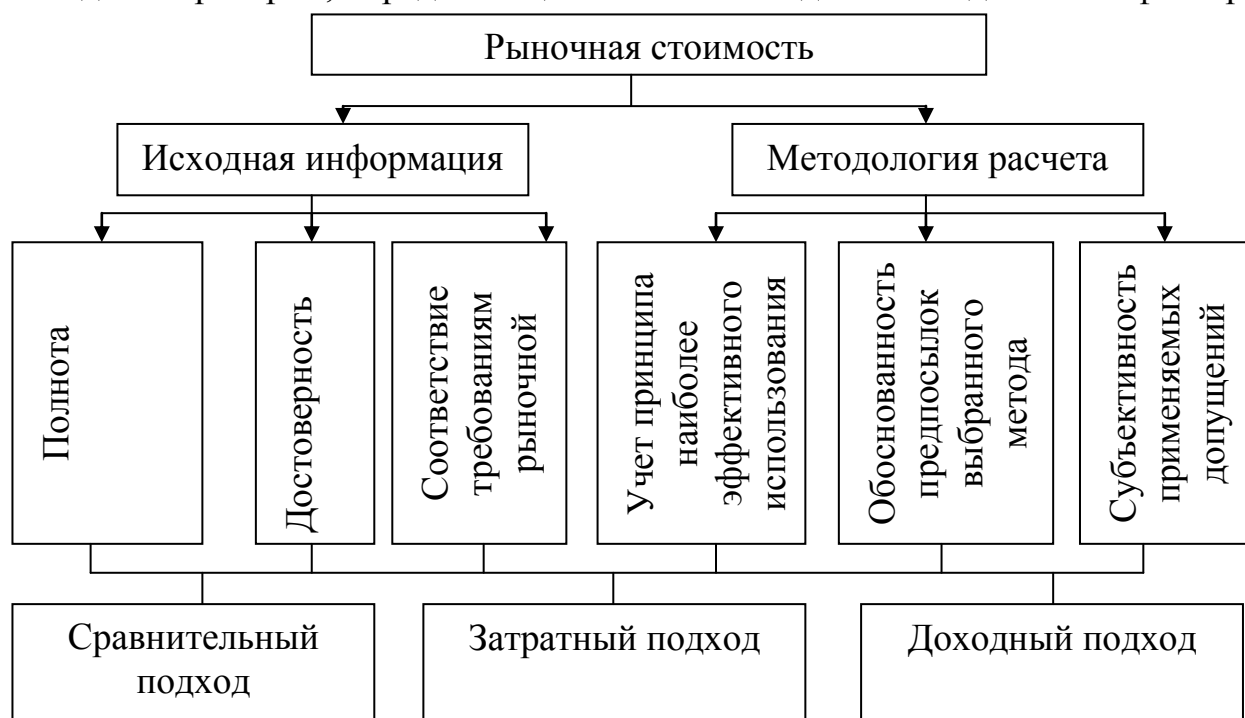 Рыночная стоимость
Исходная информация
Методология расчета
Полнота
Достоверность
Соответствие
требованиям
рыночной
Учет принципа
наиболее
эффективного
использования
Обоснованность
предпосылок
выбранного
метода
Субъективность
применяемых
допущений
Сравнительный
подход
Затратный подход
Доходный подход